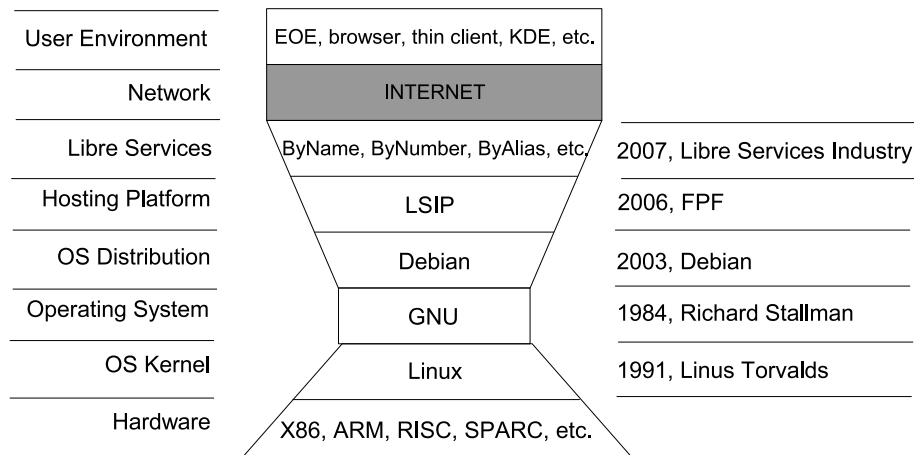 User Environment
EOE, browser, thin client, KDE, etc.
Network
INTERNET
Libre Services
ByName, ByNumber, ByAlias, etc.
2007, Libre Services Industry
Hosting Platform
LSIP
2006, FPF
OS Distribution
Debian
2003, Debian
Operating System
GNU
1984, Richard Stallman
OS Kernel
Linux
1991, Linus Torvalds
Hardware
X86, ARM, RISC, SPARC, etc.